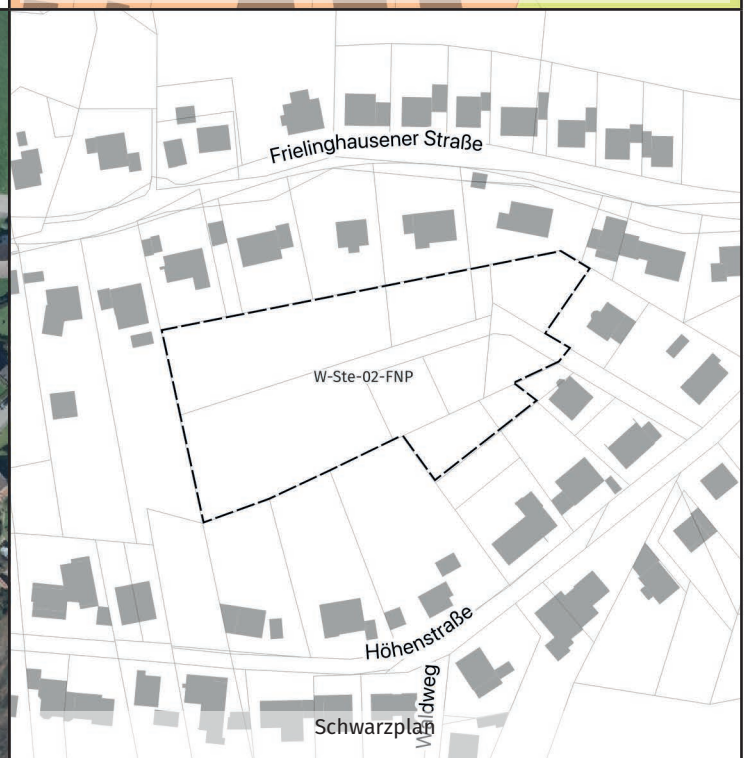 Frielinghausener Straße
W-Ste-02-FNP
Höhenstraße
Waldweg
Schwarzplan